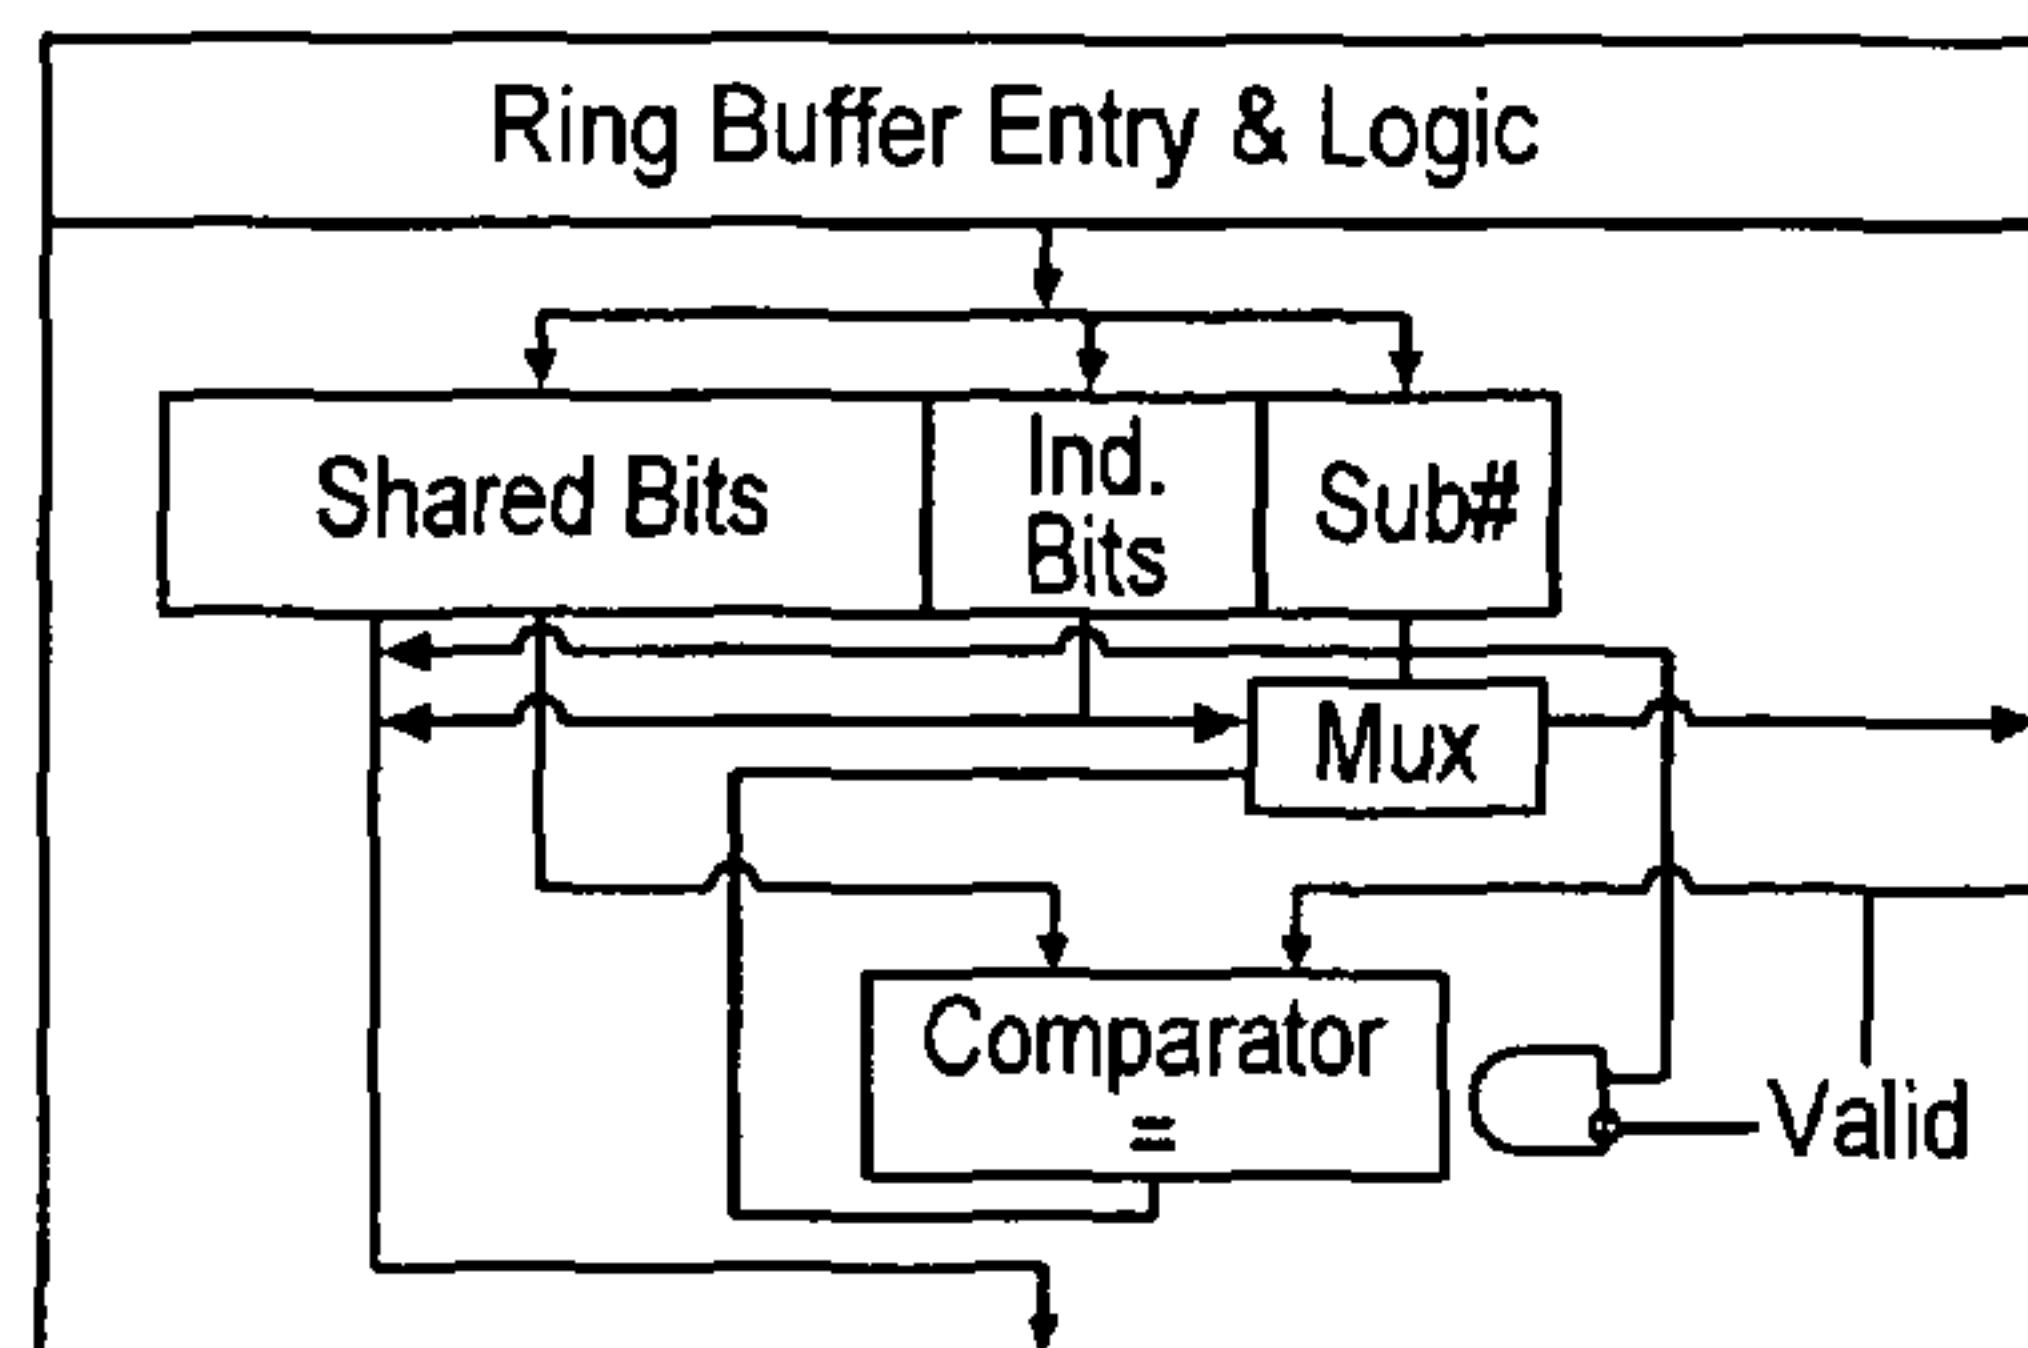 Ring Buffer Entry & Logic
Shared Bits
Ind.
Bits
Sub#
Mux
Comparator
=
Valid